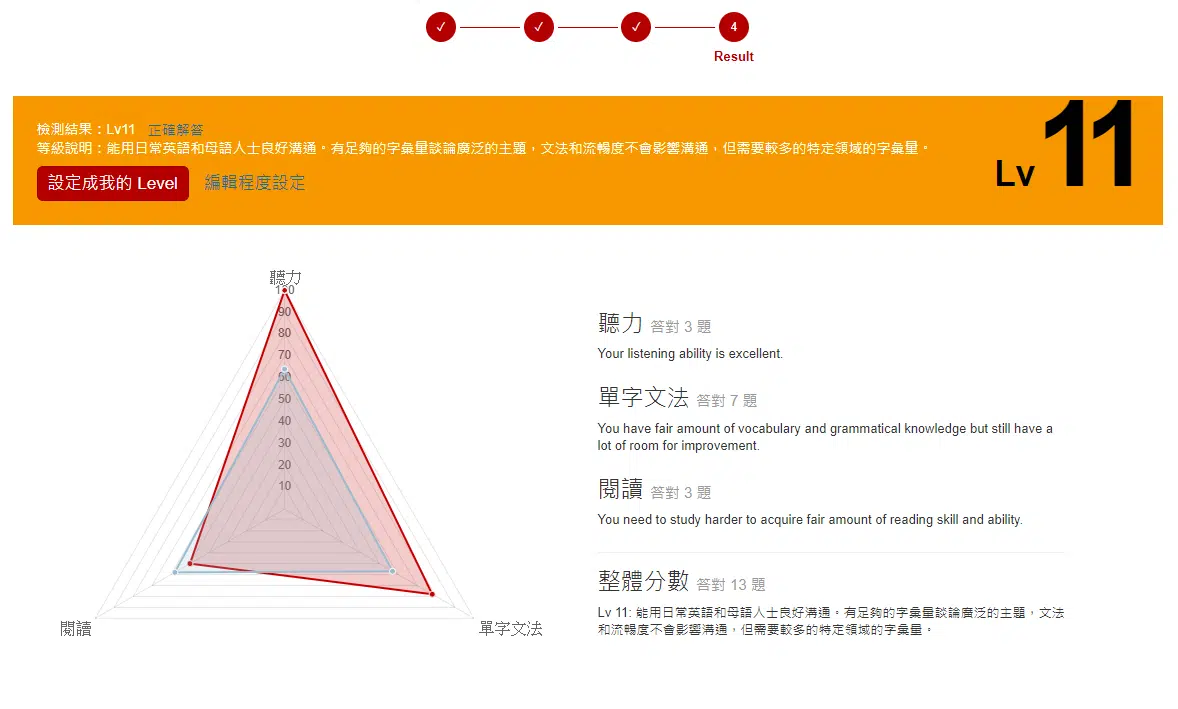 ✓ ✓ ✓ 4
Result
檢測結果：Lv11 正確解答
等級說明：能用日常英語和母語人士良好溝通。有足夠的字彙量談論廣泛的主題，文法和流暢度不會影響溝通，但需要較多的特定領域的字彙量。
設定成我的 Level 編輯程度設定
Lv 11
聽力
100
90
80
70
60
50
40
30
20
10
閱讀
單字文法
聽力 答對 3 題
Your listening ability is excellent.
單字文法 答對 7 題
You have fair amount of vocabulary and grammatical knowledge but still have a
lot of room for improvement.
閱讀 答對 3 題
You need to study harder to acquire fair amount of reading skill and ability.
整體分數 答對 13 題
Lv 11: 能用日常英語和母語人士良好溝通。有足夠的字彙量談論廣泛的主題，文法
和流暢度不會影響溝通，但需要較多的特定領域的字彙量。